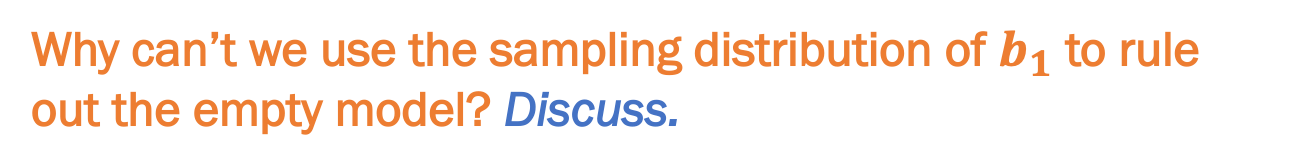 Why can’t we use the sampling distribution of b₁ to rule
out the empty model? Discuss.